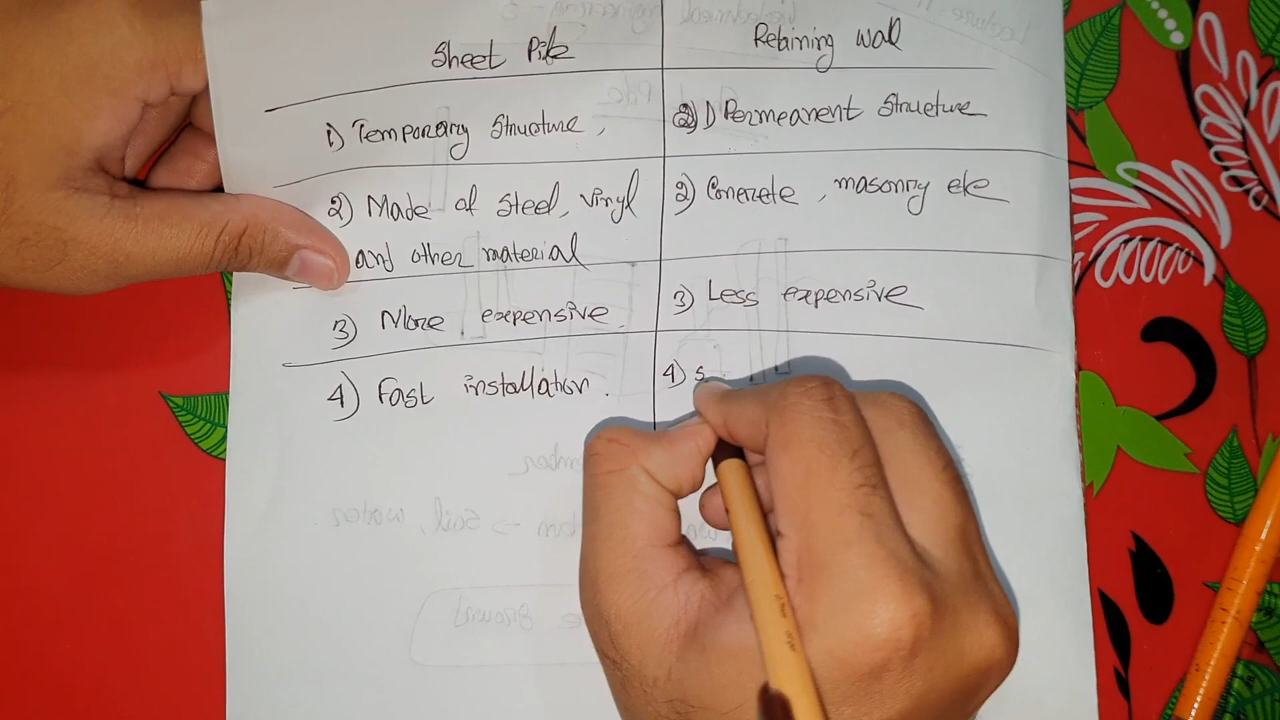 Sheet Pile
Retaining wall
1) Temporary Structure,
2) 1) Permeanent Structure
2) Made of Steel, Vinyl
and other material
2) Concrete, masonry etc
3) More expensive
3) Less expensive
4) Fast installation.
4) S